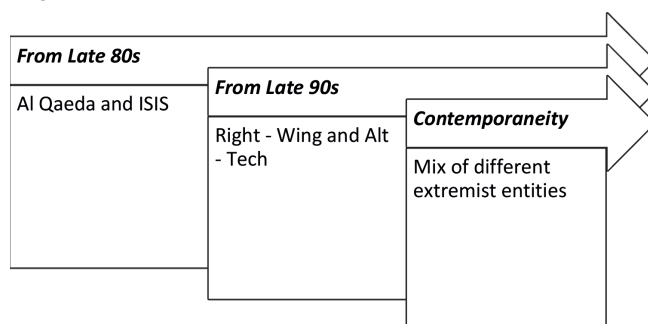 From Late 80s
Al Qaeda and ISIS
From Late 90s
Right - Wing and Alt
- Tech
Contemporaneity
Mix of different
extremist entities